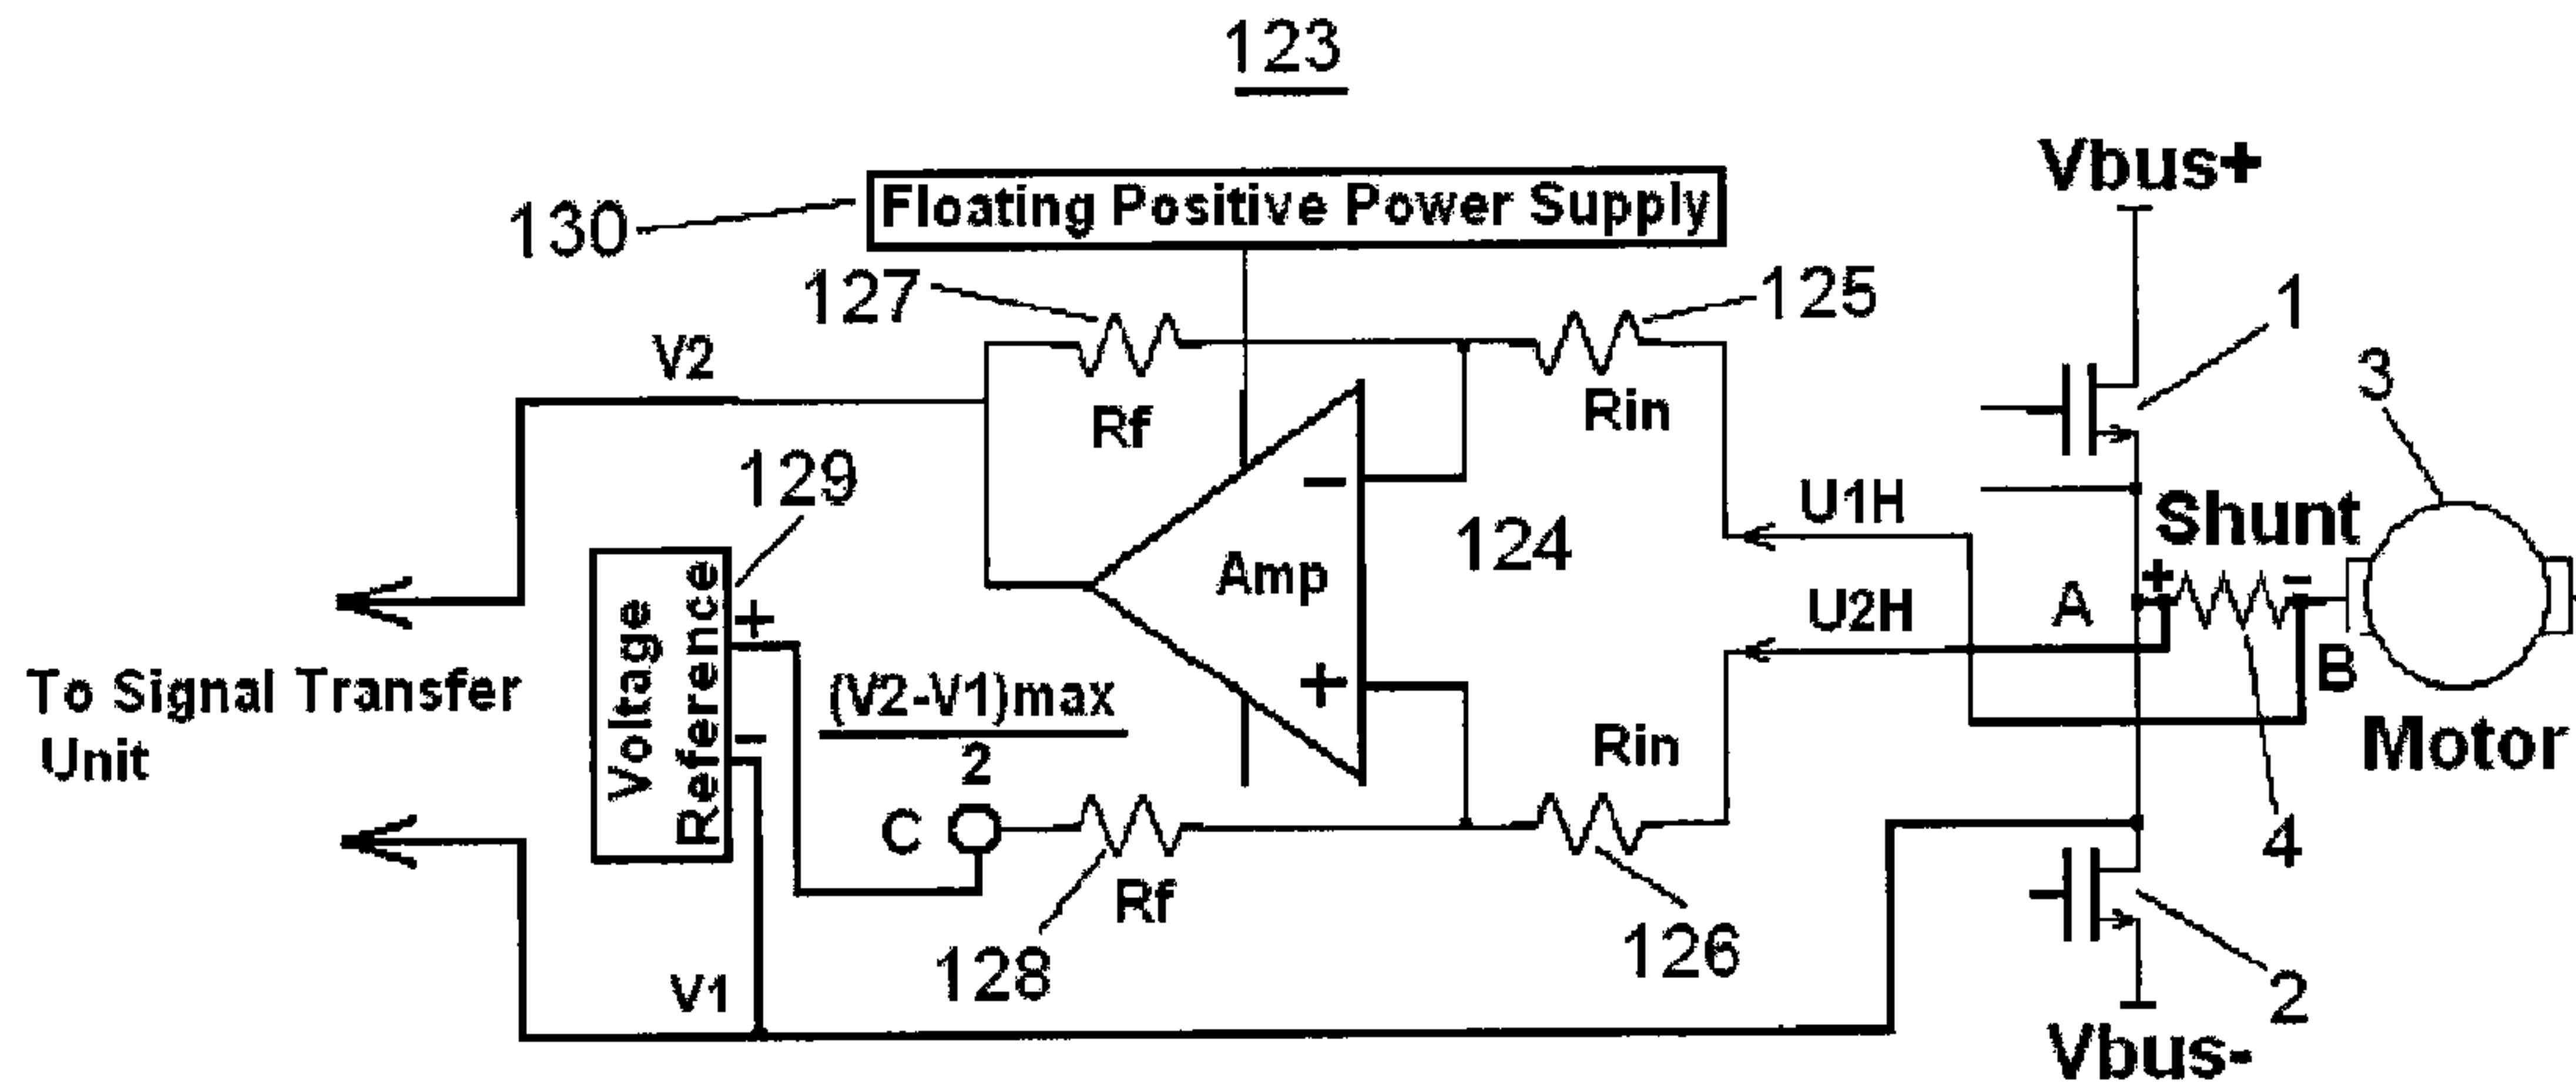 123
Vbus+
130
Floating Positive Power Supply
127
125
1
V2
Rf
Rin
3
129
U1H
Shunt
+
-
124
Amp
-
+
U2H
A
B
Voltage
Reference
+
-
To Signal Transfer
Unit
(V2-V1)max
2
Rin
Motor
C
4
Rf
128
126
V1
2
Vbus-